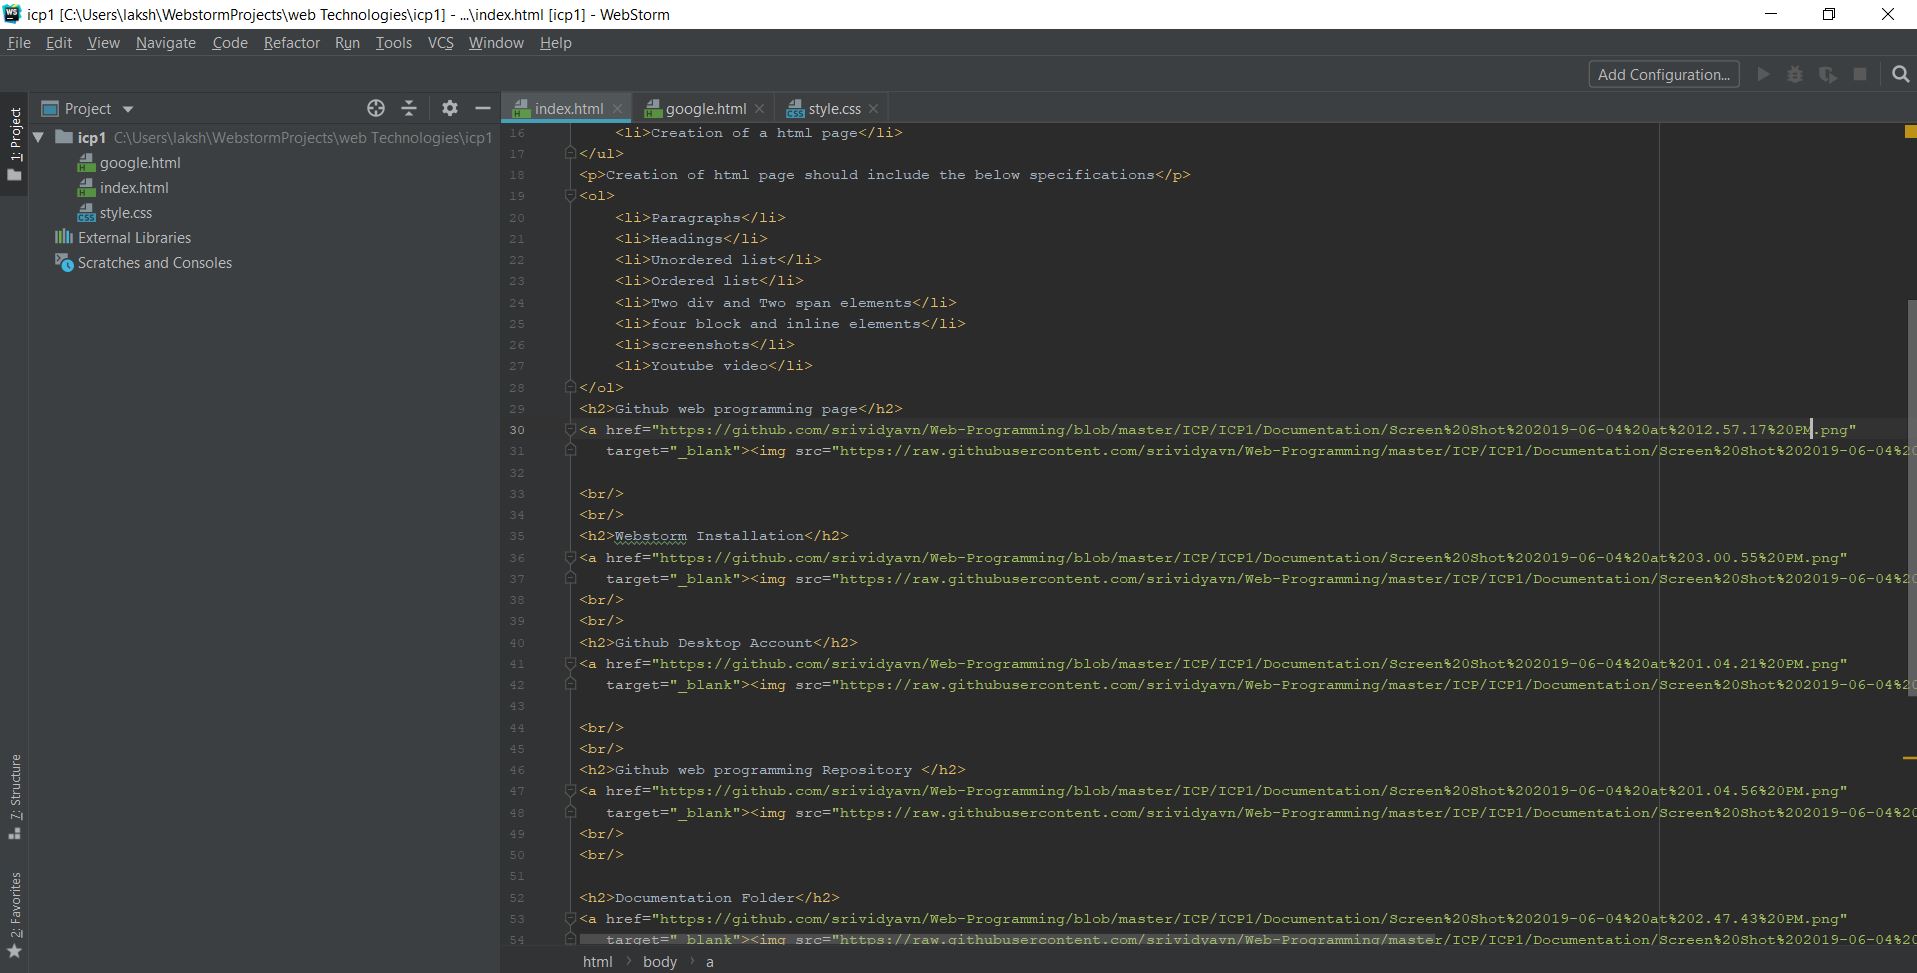 icp1 [C:\Users\laksh\WebstormProjects\web Technologies\icp1] - ...\index.html [icp1] - WebStorm
File Edit View Navigate Code Refactor Run Tools VCS Window Help
Add Configuration...
Project
index.html
google.html
style.css
1: Project
icp1 C:\Users\laksh\WebstormProjects\web Technologies\icp1
google.html
index.html
style.css
External Libraries
Scratches and Consoles
7: Structure
2: Favorites
16 <li>Creation of a html page</li>
17 </ul>
18 <p>Creation of html page should include the below specifications</p>
19 <ol>
20 <li>Paragraphs</li>
21 <li>Headings</li>
22 <li>Unordered list</li>
23 <li>Ordered list</li>
24 <li>Two div and Two span elements</li>
25 <li>four block and inline elements</li>
26 <li>screenshots</li>
27 <li>Youtube video</li>
28 </ol>
29 <h2>Github web programming page</h2>
30 <a href="https://github.com/srividyavn/Web-Programming/blob/master/ICP/ICP1/Documentation/Screen%20Shot%202019-06-04%20at%2012.57.17%20PM.png"
31 target="_blank"><img src="https://raw.githubusercontent.com/srividyavn/Web-Programming/master/ICP/ICP1/Documentation/Screen%20Shot%202019-06-04%20
32
33 <br/>
34 <br/>
35 <h2>Webstorm Installation</h2>
36 <a href="https://github.com/srividyavn/Web-Programming/blob/master/ICP/ICP1/Documentation/Screen%20Shot%202019-06-04%20at%203.00.55%20PM.png"
37 target="_blank"><img src="https://raw.githubusercontent.com/srividyavn/Web-Programming/master/ICP/ICP1/Documentation/Screen%20Shot%202019-06-04%20
38 <br/>
39 <br/>
40 <h2>Github Desktop Account</h2>
41 <a href="https://github.com/srividyavn/Web-Programming/blob/master/ICP/ICP1/Documentation/Screen%20Shot%202019-06-04%20at%201.04.21%20PM.png"
42 target="_blank"><img src="https://raw.githubusercontent.com/srividyavn/Web-Programming/master/ICP/ICP1/Documentation/Screen%20Shot%202019-06-04%20
43
44 <br/>
45 <br/>
46 <h2>Github web programming Repository </h2>
47 <a href="https://github.com/srividyavn/Web-Programming/blob/master/ICP/ICP1/Documentation/Screen%20Shot%202019-06-04%20at%201.04.56%20PM.png"
48 target="_blank"><img src="https://raw.githubusercontent.com/srividyavn/Web-Programming/master/ICP/ICP1/Documentation/Screen%20Shot%202019-06-04%20
49 <br/>
50 <br/>
51
52 <h2>Documentation Folder</h2>
53 <a href="https://github.com/srividyavn/Web-Programming/blob/master/ICP/ICP1/Documentation/Screen%20Shot%202019-06-04%20at%202.47.43%20PM.png"
54 target="_blank"><img src="https://raw.githubusercontent.com/srividyavn/Web-Programming/master/ICP/ICP1/Documentation/Screen%20Shot%202019-06-04%20
html body a